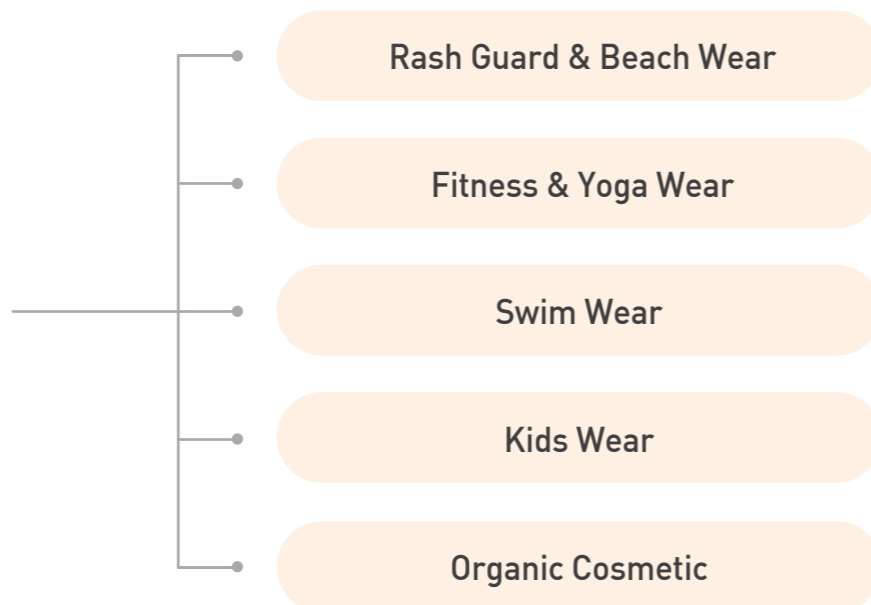 Rash Guard & Beach Wear
Fitness & Yoga Wear
Swim Wear
Kids Wear
Organic Cosmetic